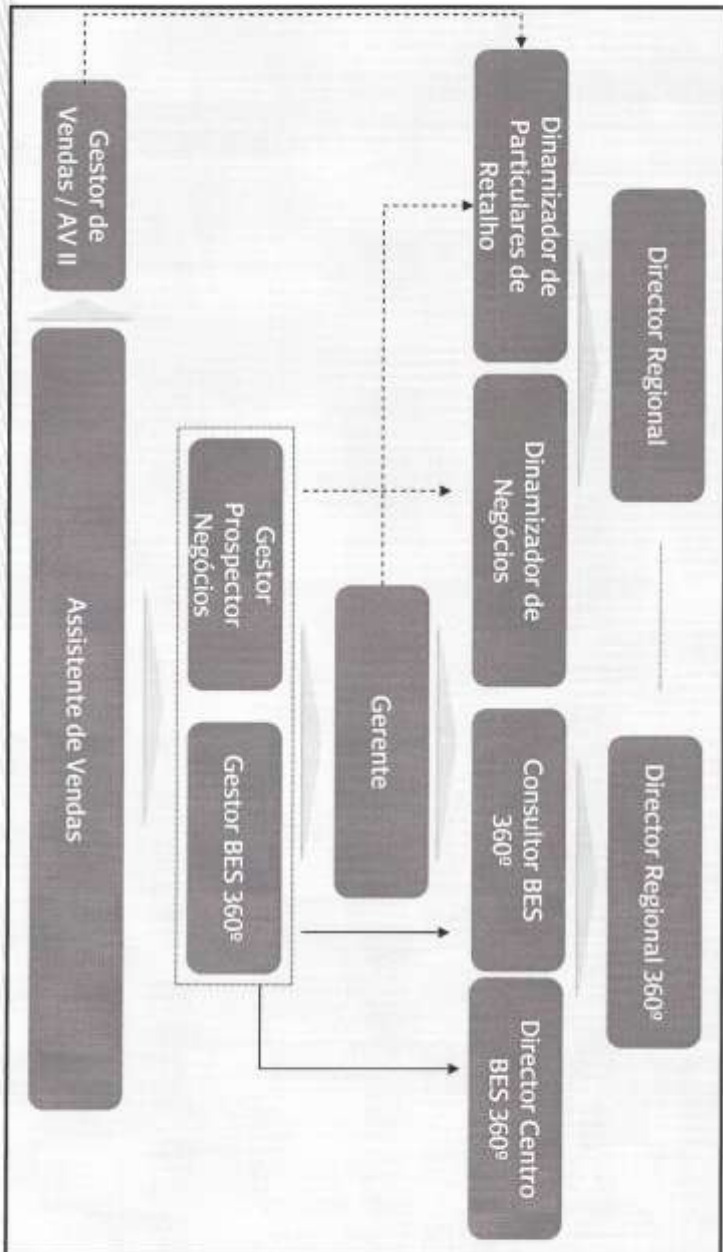 Director Regional
Director Regional 360º
Dinamizador de
Particulares de
Retalho
Dinamizador de
Negócios
Consultor BES
360º
Director Centro
BES 360º
Gerente
Gestor
Prospector
Negócios
Gestor BES 360º
Gestor de
Vendas / AV II
Assistente de Vendas